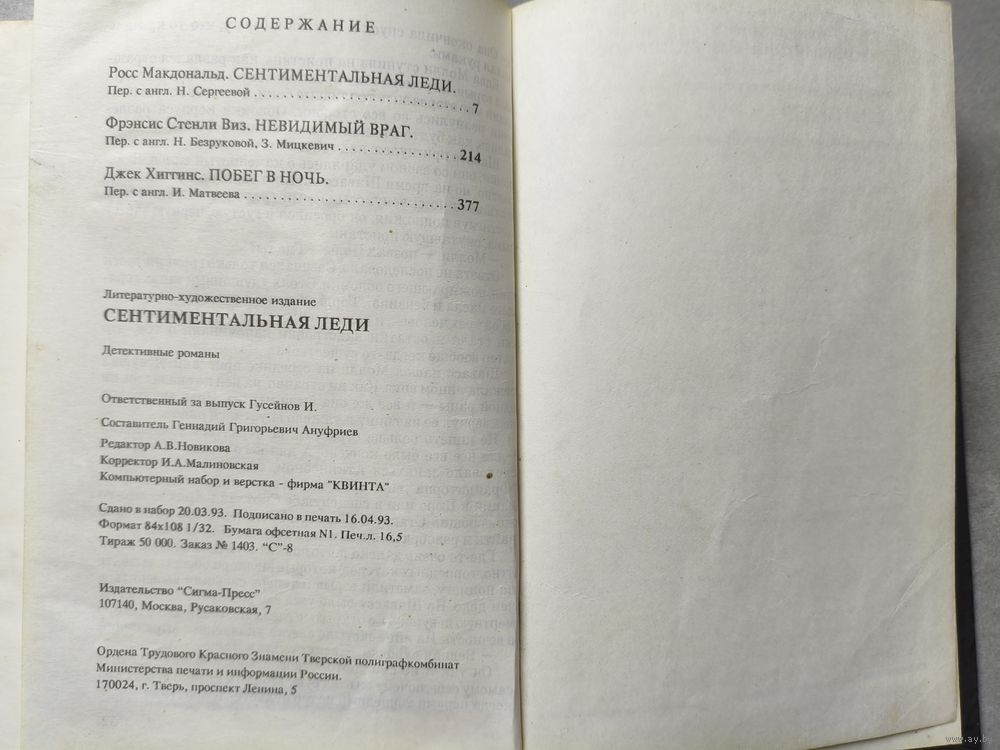 СОДЕРЖАНИЕ
Росс Макдональд. СЕНТИМЕНТАЛЬНАЯ ЛЕДИ.
Пер. с англ. Н. Сергеевой . . . . . . . . . . . . . . . . . . . . . . . . . . . . . . . 7
Фрэнсис Стенли Виз. НЕВИДИМЫЙ ВРАГ.
Пер. с англ. Н. Безруковой, З. Мицкевич . . . . . . . . . . . . . . . . . 214
Джек Хиггинс. ПОБЕГ В НОЧЬ.
Пер. с англ. И. Матвеева . . . . . . . . . . . . . . . . . . . . . . . . . . . . . 377
Литературно-художественное издание
СЕНТИМЕНТАЛЬНАЯ ЛЕДИ
Детективные романы
Ответственный за выпуск Гусейнов И.
Составитель Геннадий Григорьевич Ануфриев
Редактор А.В.Новикова
Корректор И.А.Малиновская
Компьютерный набор и верстка - фирма "КВИНТА"
Сдано в набор 20.03.93. Подписано в печать 16.04.93.
Формат 84x108 1/32. Бумага офсетная N1. Печ.л. 16,5
Тираж 50 000. Заказ № 1403. "С"-8
Издательство "Сигма-Пресс"
107140, Москва, Русаковская, 7
Ордена Трудового Красного Знамени Тверской полиграфкомбинат
Министерства печати и информации России.
170024, г. Тверь, проспект Ленина, 5
www.ay.by